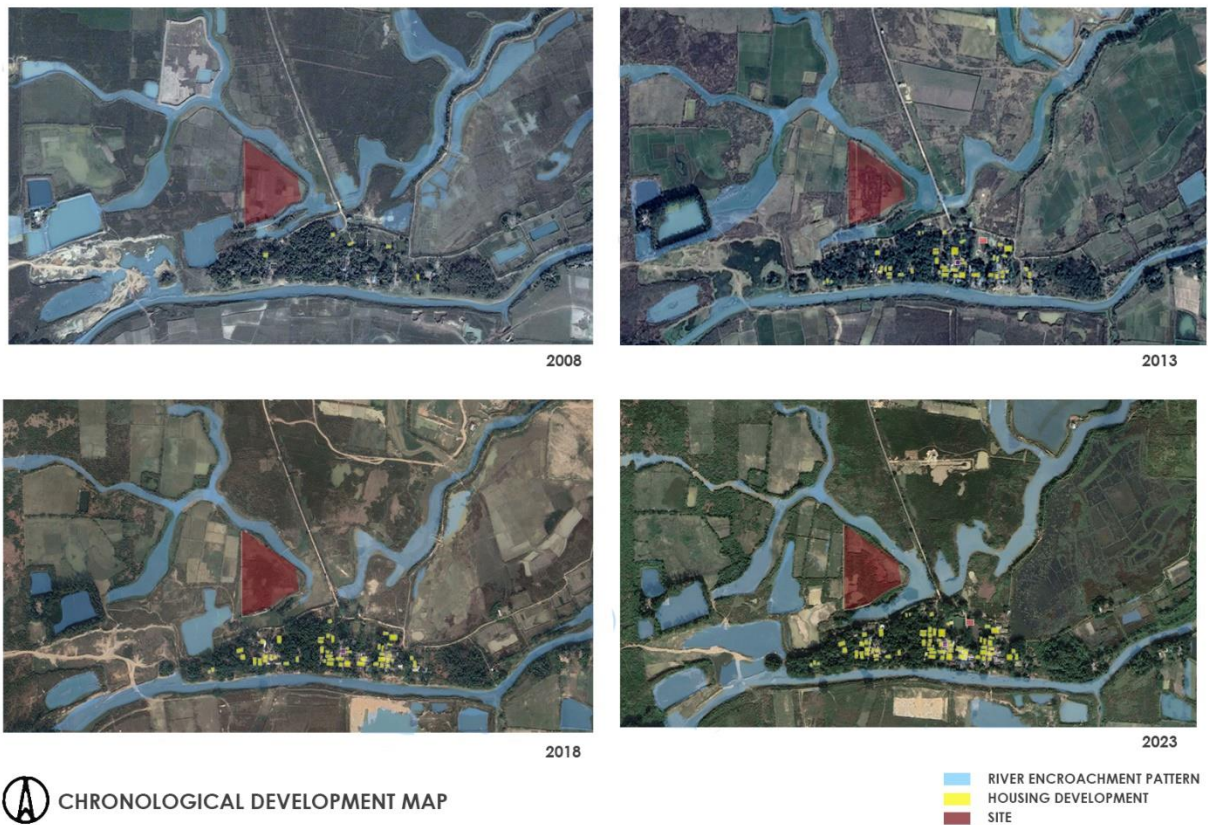 2008
2013
2018
2023
CHRONOLOGICAL DEVELOPMENT MAP
RIVER ENCROACHMENT PATTERN
HOUSING DEVELOPMENT
SITE